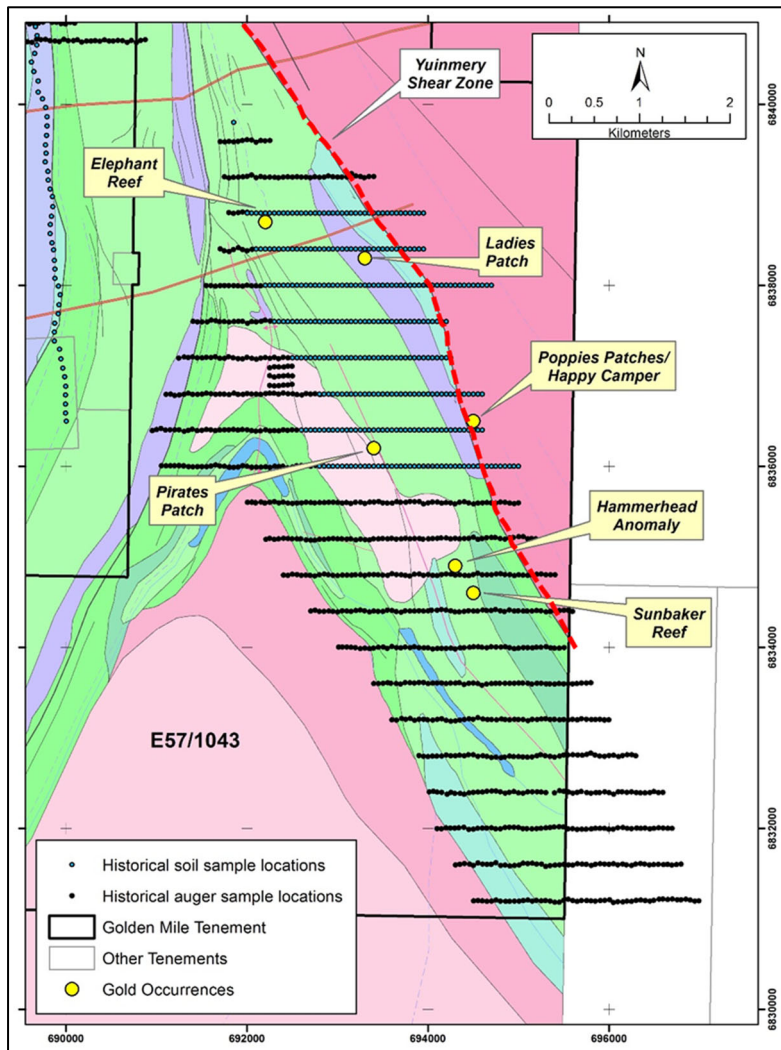 Yuinmery
Shear Zone
N
0 0.5 1 2
Kilometers
6840000
Elephant
Reef
Ladies
Patch
6838000
Poppies Patches/
Happy Camper
6836000
Pirates
Patch
Hammerhead
Anomaly
Sunbaker
Reef
6834000
E57/1043
6832000
Historical soil sample locations
Historical auger sample locations
Golden Mile Tenement
Other Tenements
Gold Occurrences
6830000
690000 692000 694000 696000